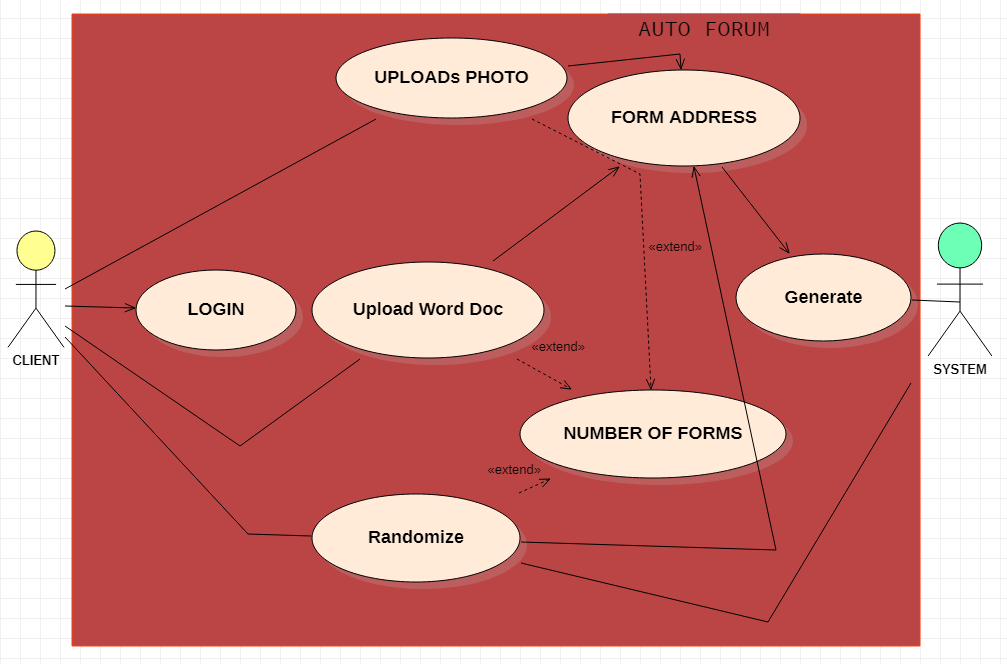 AUTO FORUM
UPLOADs PHOTO
FORM ADDRESS
«extend»
LOGIN
Upload Word Doc
Generate
CLIENT
SYSTEM
«extend»
NUMBER OF FORMS
«extend»
Randomize